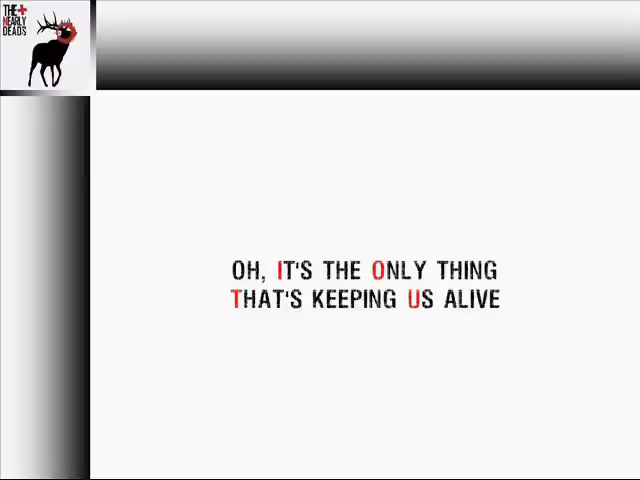 THE
NEARLY
DEADS
OH, IT'S THE ONLY THING
THAT'S KEEPING US ALIVE